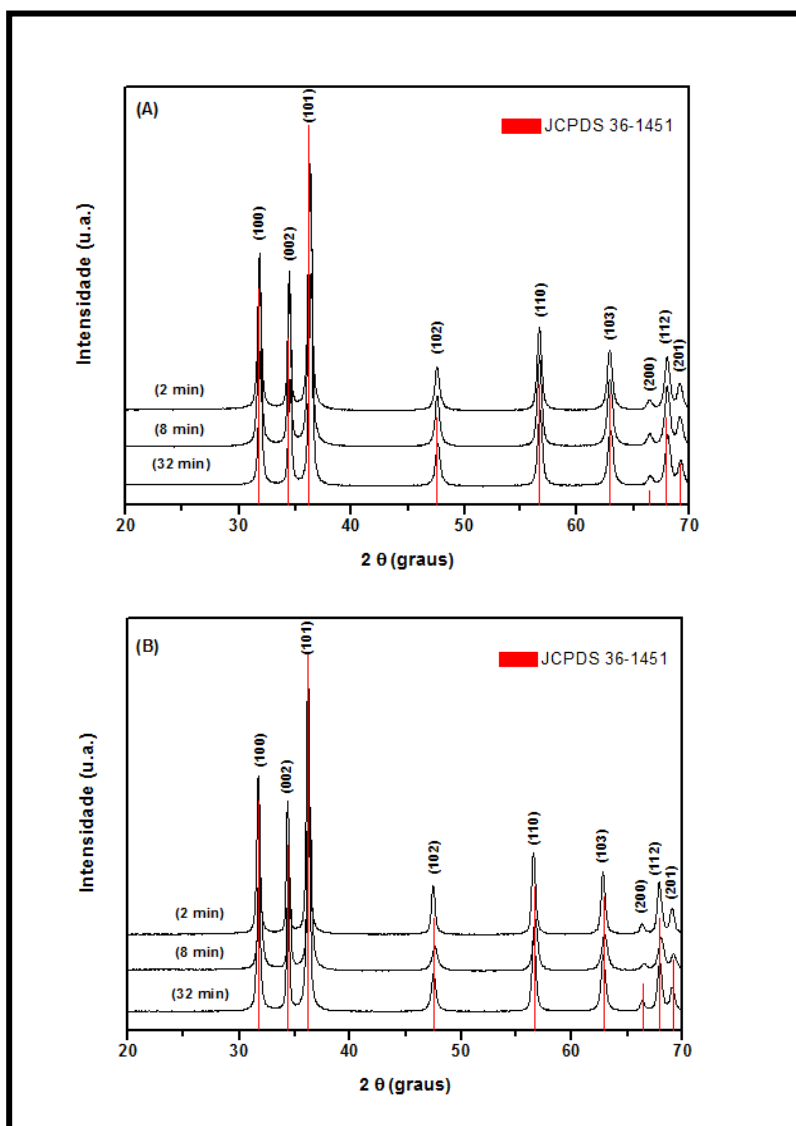 (A)
(101)
JCPDS 36-1451
(100)
(002)
(102)
(110)
(103)
(200)
(112)
(201)
Intensidade (u.a.)
(2 min)
(8 min)
(32 min)
20 30 40 50 60 70
2 θ (graus)
(B)
(101)
JCPDS 36-1451
(100)
(002)
(102)
(110)
(103)
(200)
(112)
(201)
Intensidade (u.a.)
(2 min)
(8 min)
(32 min)
20 30 40 50 60 70
2 θ (graus)